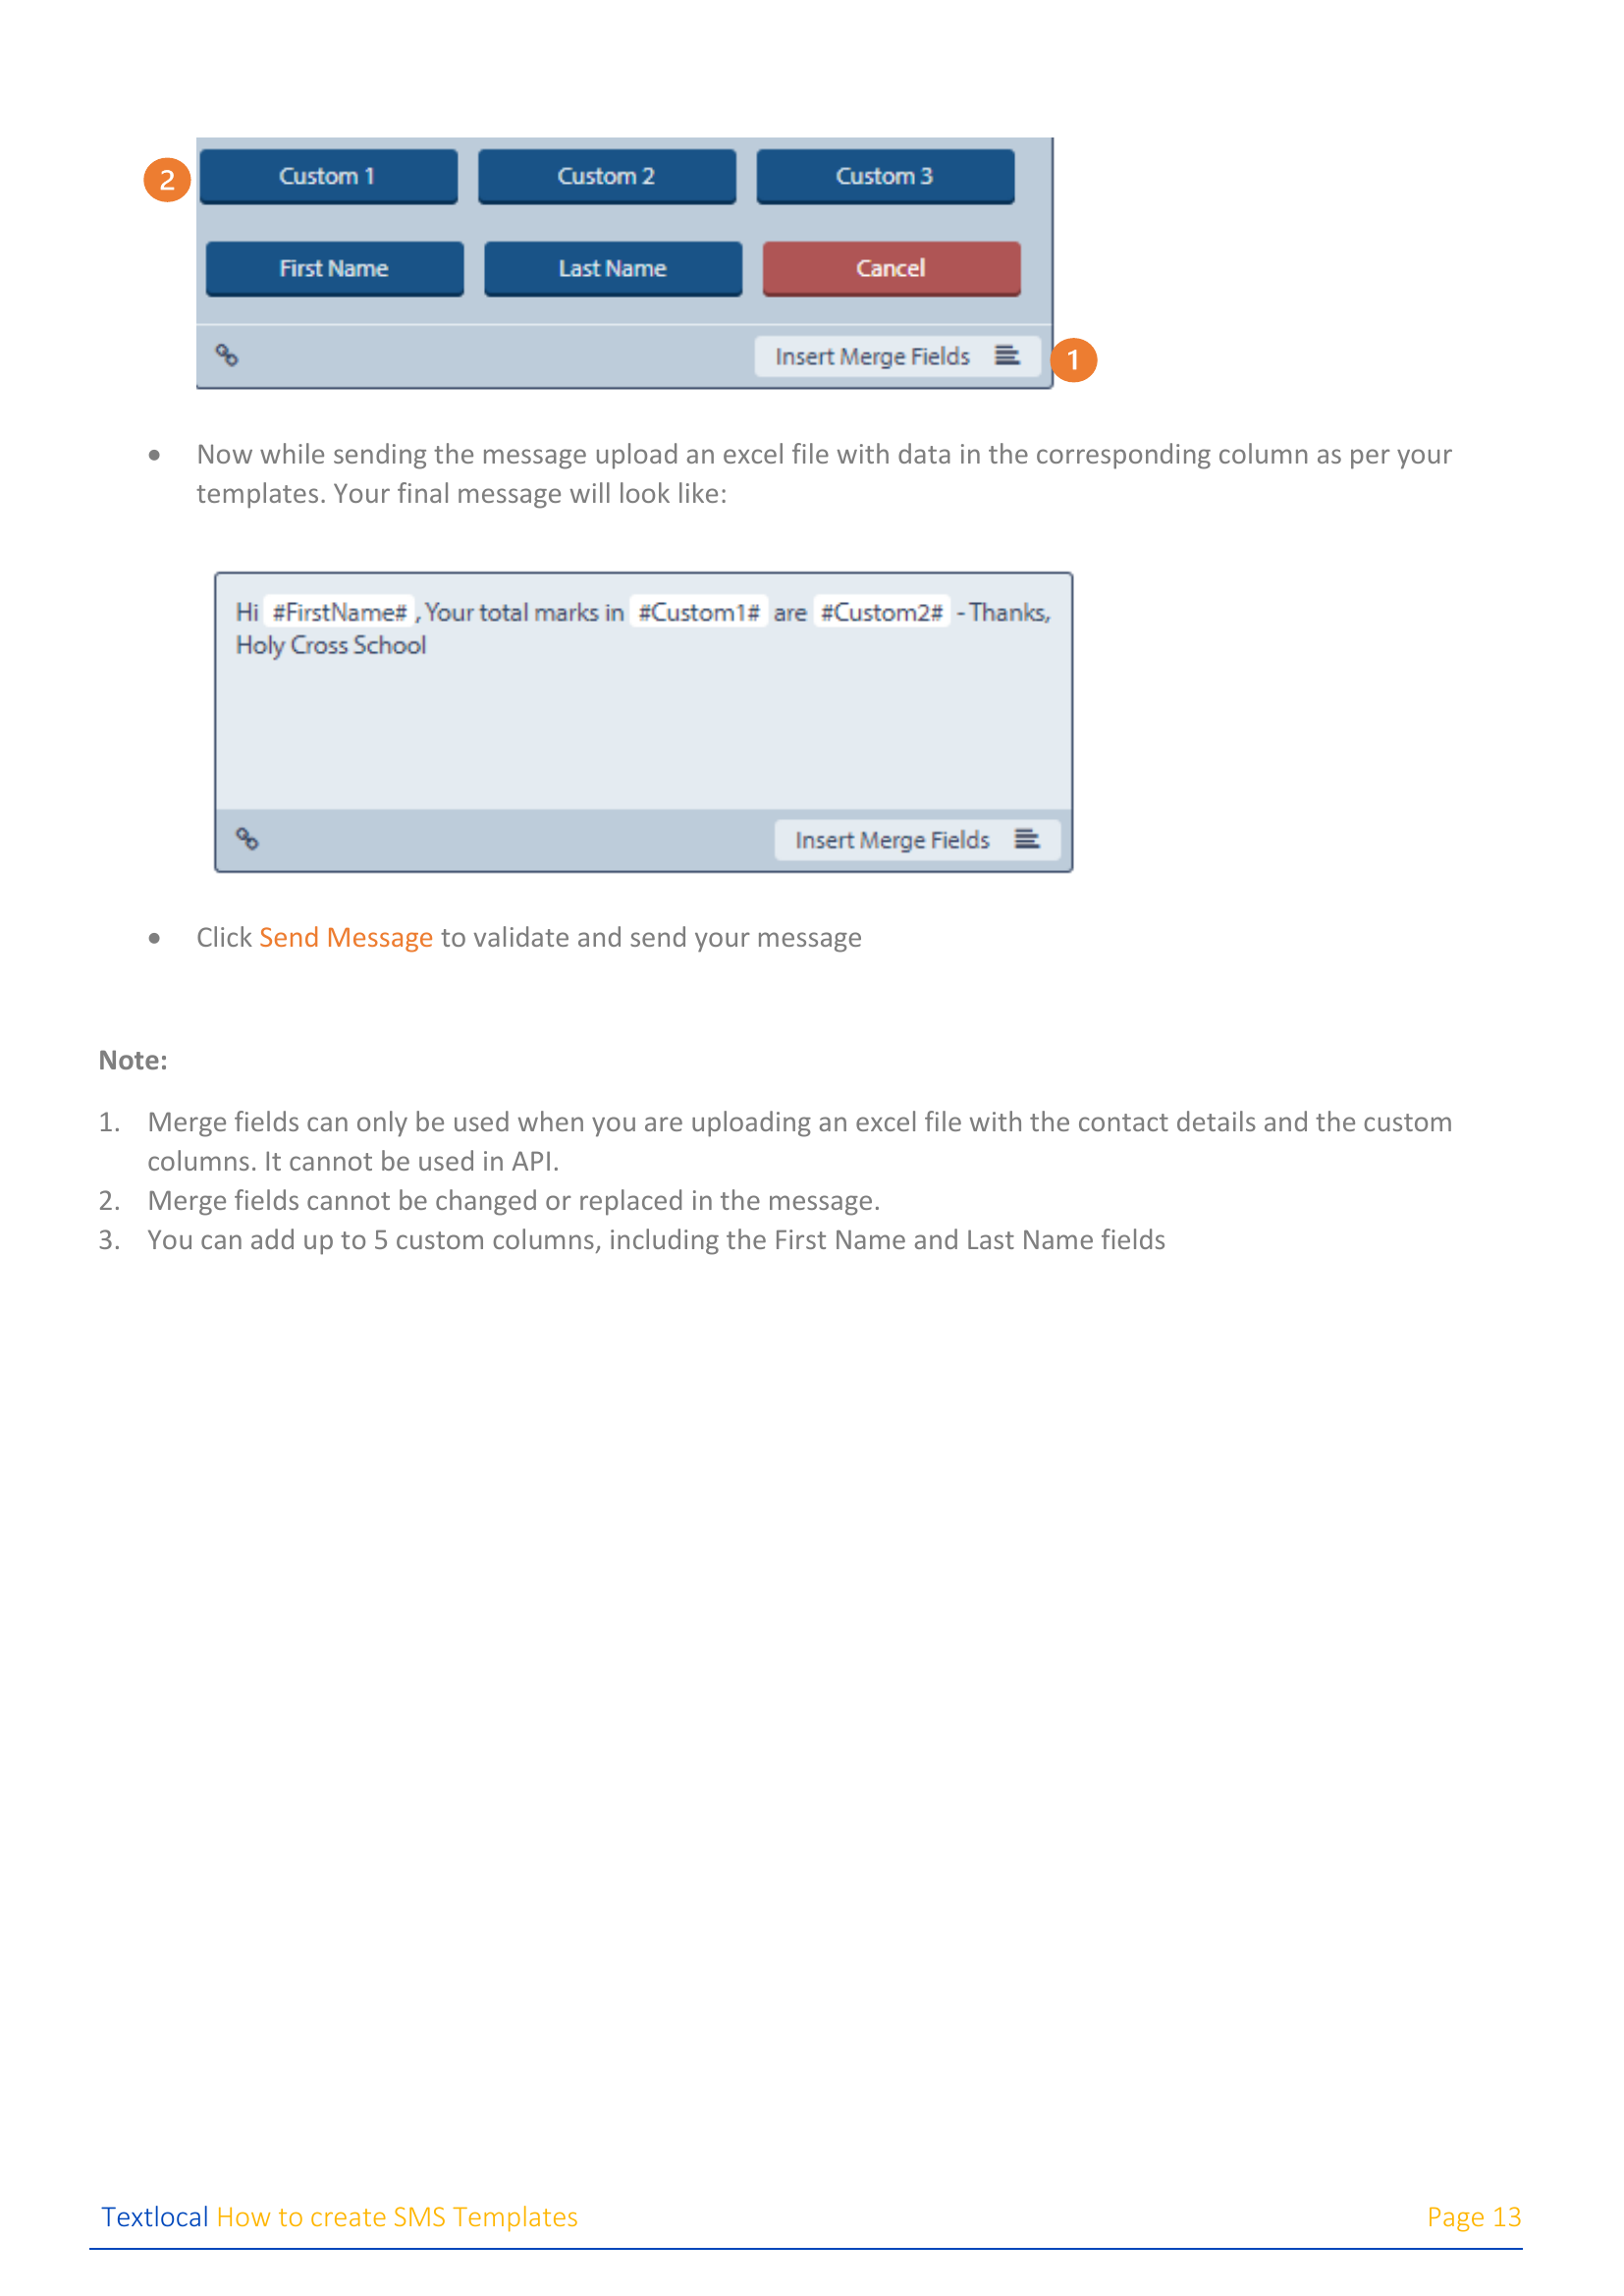 2 Custom 1 Custom 2 Custom 3
First Name Last Name Cancel
Insert Merge Fields 1
• Now while sending the message upload an excel file with data in the corresponding column as per your
templates. Your final message will look like:
Hi #FirstName# , Your total marks in #Custom1# are #Custom2# - Thanks,
Holy Cross School
Insert Merge Fields
• Click Send Message to validate and send your message
Note:
1. Merge fields can only be used when you are uploading an excel file with the contact details and the custom
columns. It cannot be used in API.
2. Merge fields cannot be changed or replaced in the message.
3. You can add up to 5 custom columns, including the First Name and Last Name fields
Textlocal How to create SMS Templates Page 13